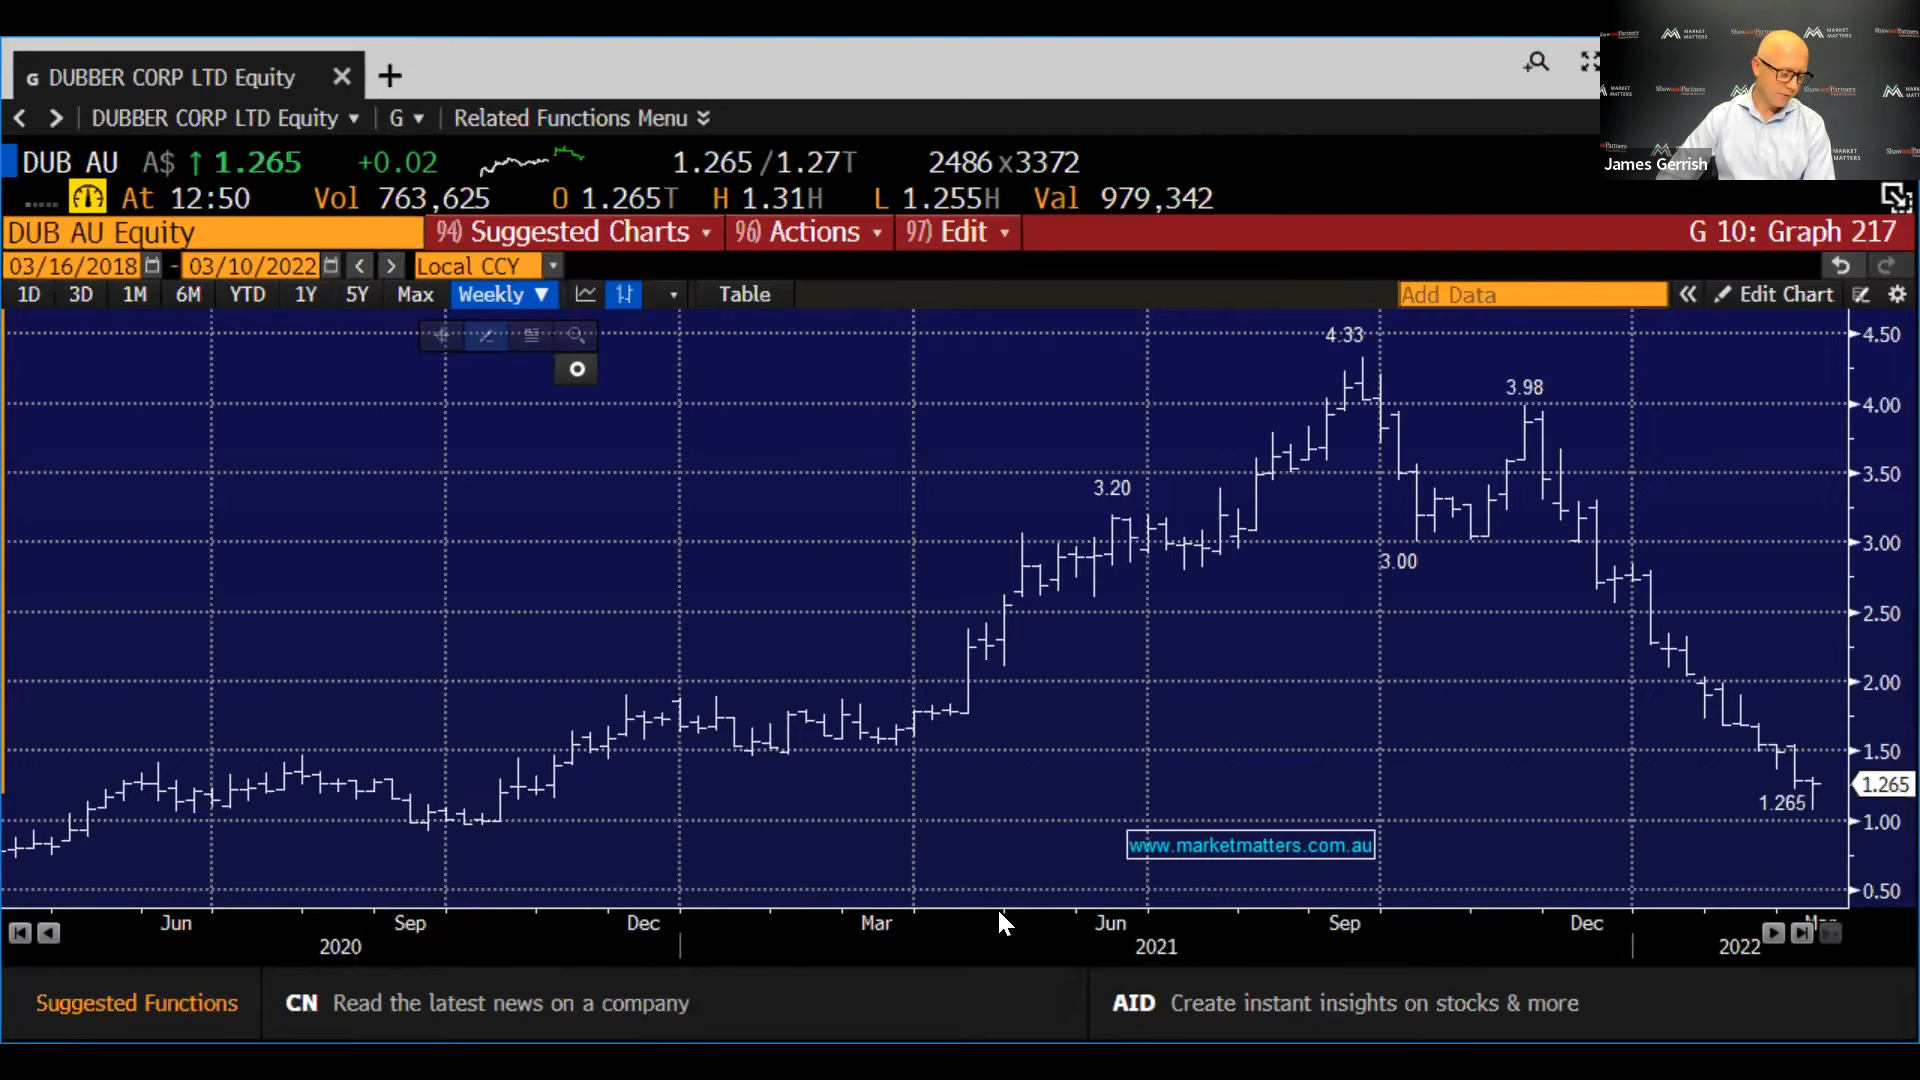 G DUBBER CORP LTD Equity
DUBBER CORP LTD Equity G Related Functions Menu
DUB AU A$ ↑ 1.265 +0.02 1.265 /1.27T 2486 x 3372
At 12:50 Vol 763,625 O 1.265T H 1.31H L 1.255H Val 979,342
DUB AU Equity 94) Suggested Charts 96) Actions 97) Edit G 10: Graph 217
03/16/2018 - 03/10/2022 Local CCY
1D 3D 1M 6M YTD 1Y 5Y Max Weekly ▼ Table Add Data « Edit Chart
MARKET MATTERS
ShawandPartners
James Gerrish
4.33
3.98
3.20
3.00
1.265
4.50
4.00
3.50
3.00
2.50
2.00
1.50
1.265
1.00
0.50
www.marketmatters.com.au
Jun Sep Dec Mar Jun Sep Dec Mar
2020 2021 2022
Suggested Functions CN Read the latest news on a company AID Create instant insights on stocks & more